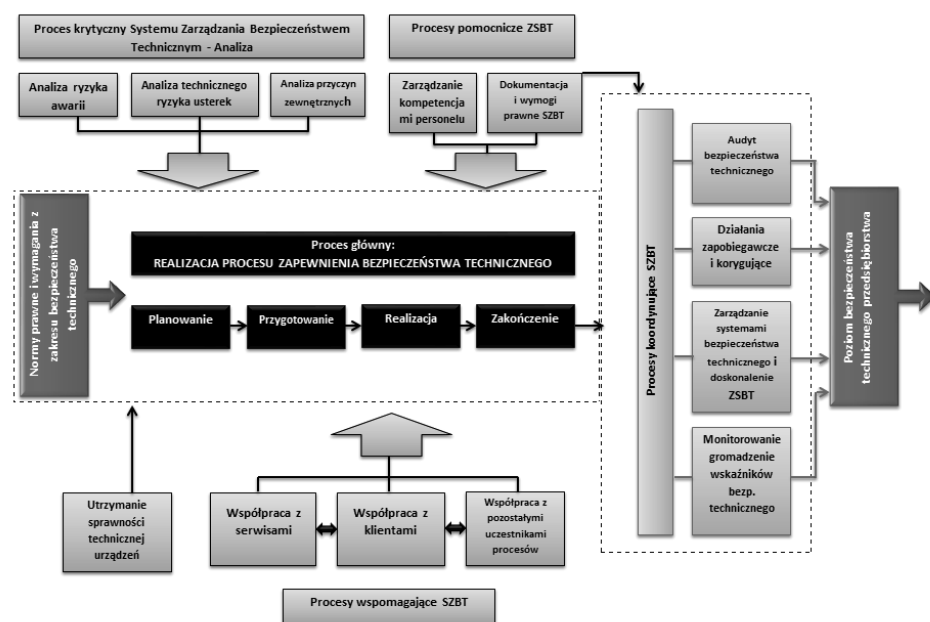 Proces krytyczny Systemu Zarządzania Bezpieczeństwem
Technicznym - Analiza
Procesy pomocnicze ZSBT
Analiza ryzyka
awarii
Analiza technicznego
ryzyka usterek
Analiza przyczyn
zewnętrznych
Zarządzanie
kompetencja
mi personelu
Dokumentacja
i wymogi
prawne SZBT
Normy prawne i wymagania z
zakresu bezpieczeństwa
technicznego
Proces główny:
REALIZACJA PROCESU ZAPEWNIENIA BEZPIECZEŃSTWA TECHNICZNEGO
Planowanie
Przygotowanie
Realizacja
Zakończenie
Procesy koordynujące SZBT
Audyt
bezpieczeństwa
technicznego
Działania
zapobiegawcze
i korygujące
Zarządzanie
systemami
bezpieczeństwa
technicznego i
doskonalenie
ZSBT
Monitorowanie
gromadzenie
wskaźników
bezp.
technicznego
Poziom bezpieczeństwa
technicznego przedsiębiorstwa
Utrzymanie
sprawności
technicznej
urządzeń
Współpraca z
serwisami
Współpraca z
klientami
Współpraca z
pozostałymi
uczestnikami
procesów
Procesy wspomagające SZBT